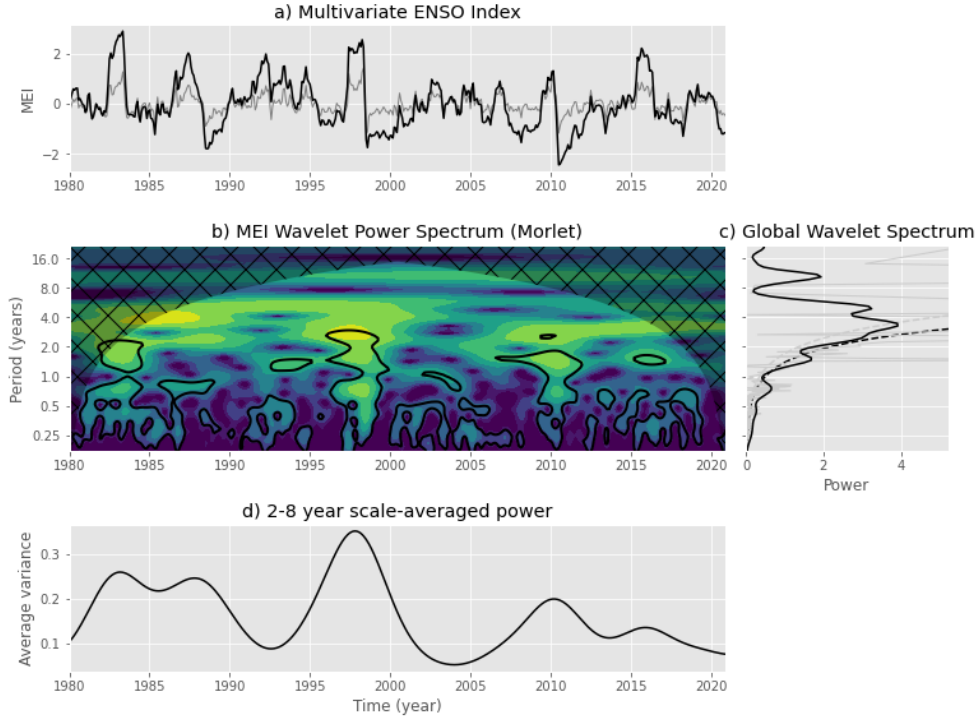 a) Multivariate ENSO Index
MEI
2
0
−2
1980 1985 1990 1995 2000 2005 2010 2015 2020
b) MEI Wavelet Power Spectrum (Morlet)
c) Global Wavelet Spectrum
Period (years)
16.0
8.0
4.0
2.0
1.0
0.5
0.25
1980 1985 1990 1995 2000 2005 2010 2015 2020
0 2 4
Power
d) 2-8 year scale-averaged power
Average variance
0.3
0.2
0.1
1980 1985 1990 1995 2000 2005 2010 2015 2020
Time (year)